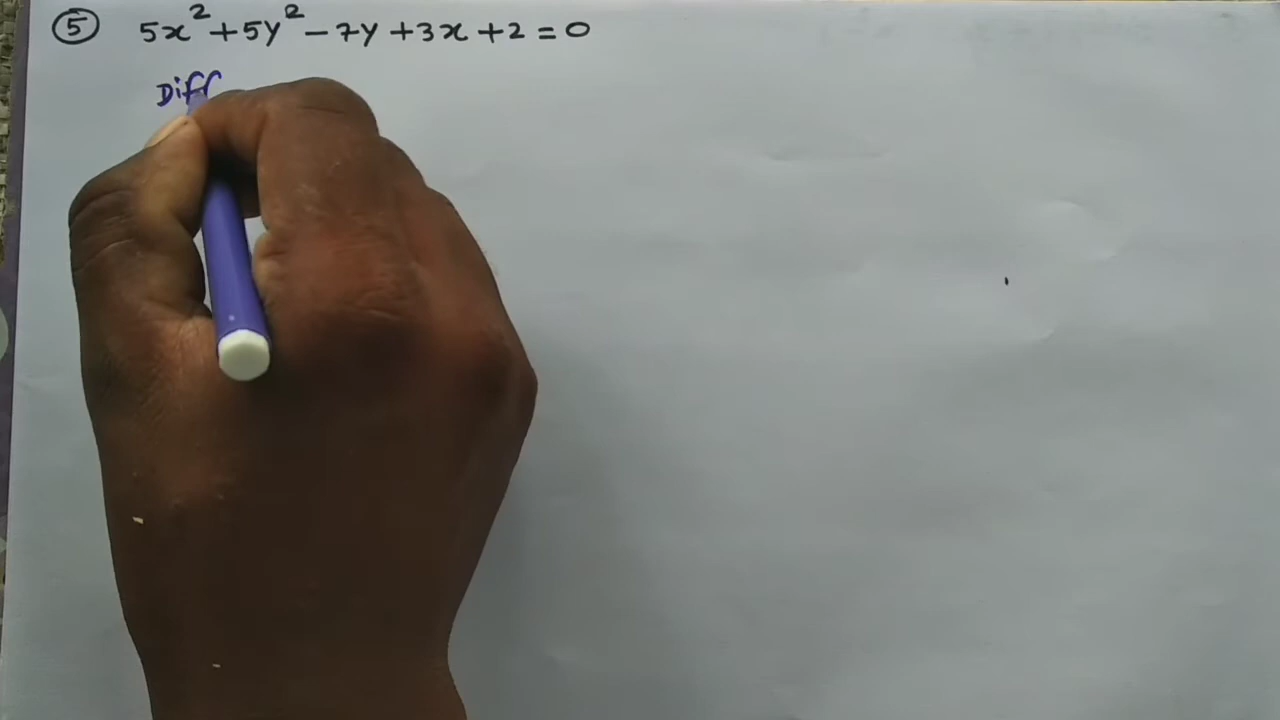 ⑤ 5x² + 5y² - 7y + 3x + 2 = 0
Diff